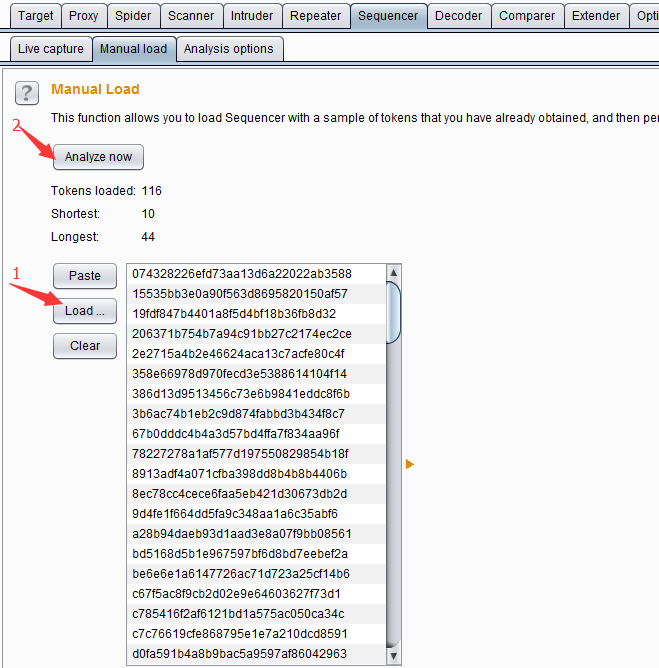 Target Proxy Spider Scanner Intruder Repeater Sequencer Decoder Comparer Extender Opti
Live capture Manual load Analysis options
? Manual Load
This function allows you to load Sequencer with a sample of tokens that you have already obtained, and then per
2
Analyze now
Tokens loaded: 116
Shortest: 10
Longest: 44
1
Paste
Load ...
Clear
074328226efd73aa13d6a22022ab3588
15535bb3e0a90f563d8695820150af57
19fdf847b4401a8f5d4bf18b36fb8d32
206371b754b7a94c91bb27c2174ec2ce
2e2715a4b2e46624aca13c7acfe80c4f
358e66978d970fecd3e5388614104f14
386d13d9513456c73e6b9841eddc8f6b
3b6ac74b1eb2c9d874fabbd3b434f8c7
67b0dddc4b4a3d57bd4ffa7f834aa96f
78227278a1af577d197550829854b18f
8913adf4a071cfba398dd8b4b8b4406b
8ec78cc4cece6faa5eb421d30673db2d
9d4fe1f664dd5fa9c348aa1a6c35abf6
a28b94daeb93d1aad3e8a07f9bb08561
bd5168d5b1e967597bf6d8bd7eebef2a
be6e6e1a6147726ac71d723a25cf14b6
c67f5ac8f9cb2d02e9e64603627f73d1
c785416f2af6121bd1a575ac050ca34c
c7c76619cfe868795e1e7a210dcd8591
d0fa591b4a8b9bac5a9597af86042963